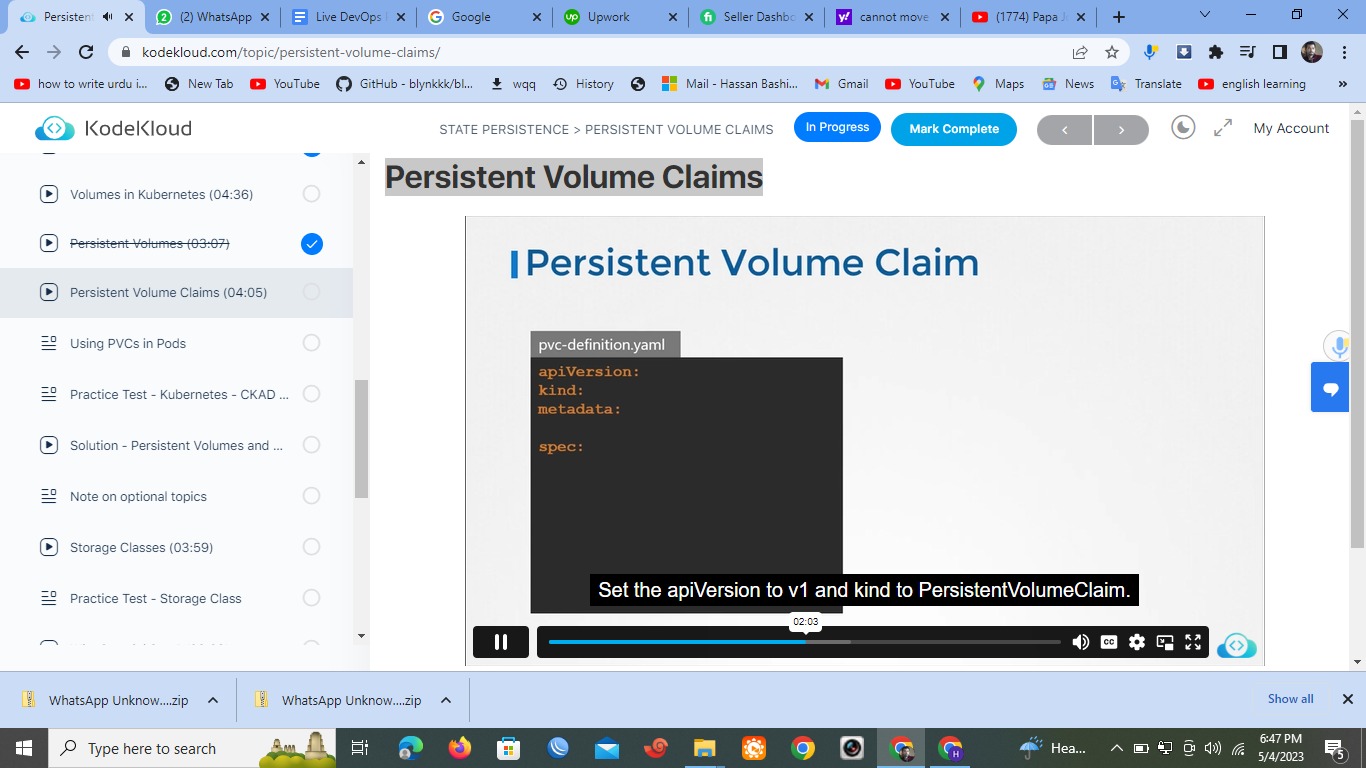 Persistent
(2) WhatsApp
Live DevOps
Google
Upwork
Seller Dashbo
cannot move
(1774) Papa J
kodekloud.com/topic/persistent-volume-claims/
how to write urdu i...
New Tab
YouTube
GitHub - blynkkk/bl...
wqq
History
Mail - Hassan Bashi...
Gmail
YouTube
Maps
News
Translate
english learning
»
KodeKloud
STATE PERSISTENCE > PERSISTENT VOLUME CLAIMS
In Progress
Mark Complete
My Account
Volumes in Kubernetes (04:36)
Persistent Volumes (03:07)
Persistent Volume Claims (04:05)
Using PVCs in Pods
Practice Test - Kubernetes - CKAD ...
Solution - Persistent Volumes and ...
Note on optional topics
Storage Classes (03:59)
Practice Test - Storage Class
Persistent Volume Claims
Persistent Volume Claim
pvc-definition.yaml
apiVersion:
kind:
metadata:
spec:
Set the apiVersion to v1 and kind to PersistentVolumeClaim.
02:03
CC
WhatsApp Unknow....zip
WhatsApp Unknow....zip
Show all
Type here to search
H
Hea...
6:47 PM
5/4/2023
5